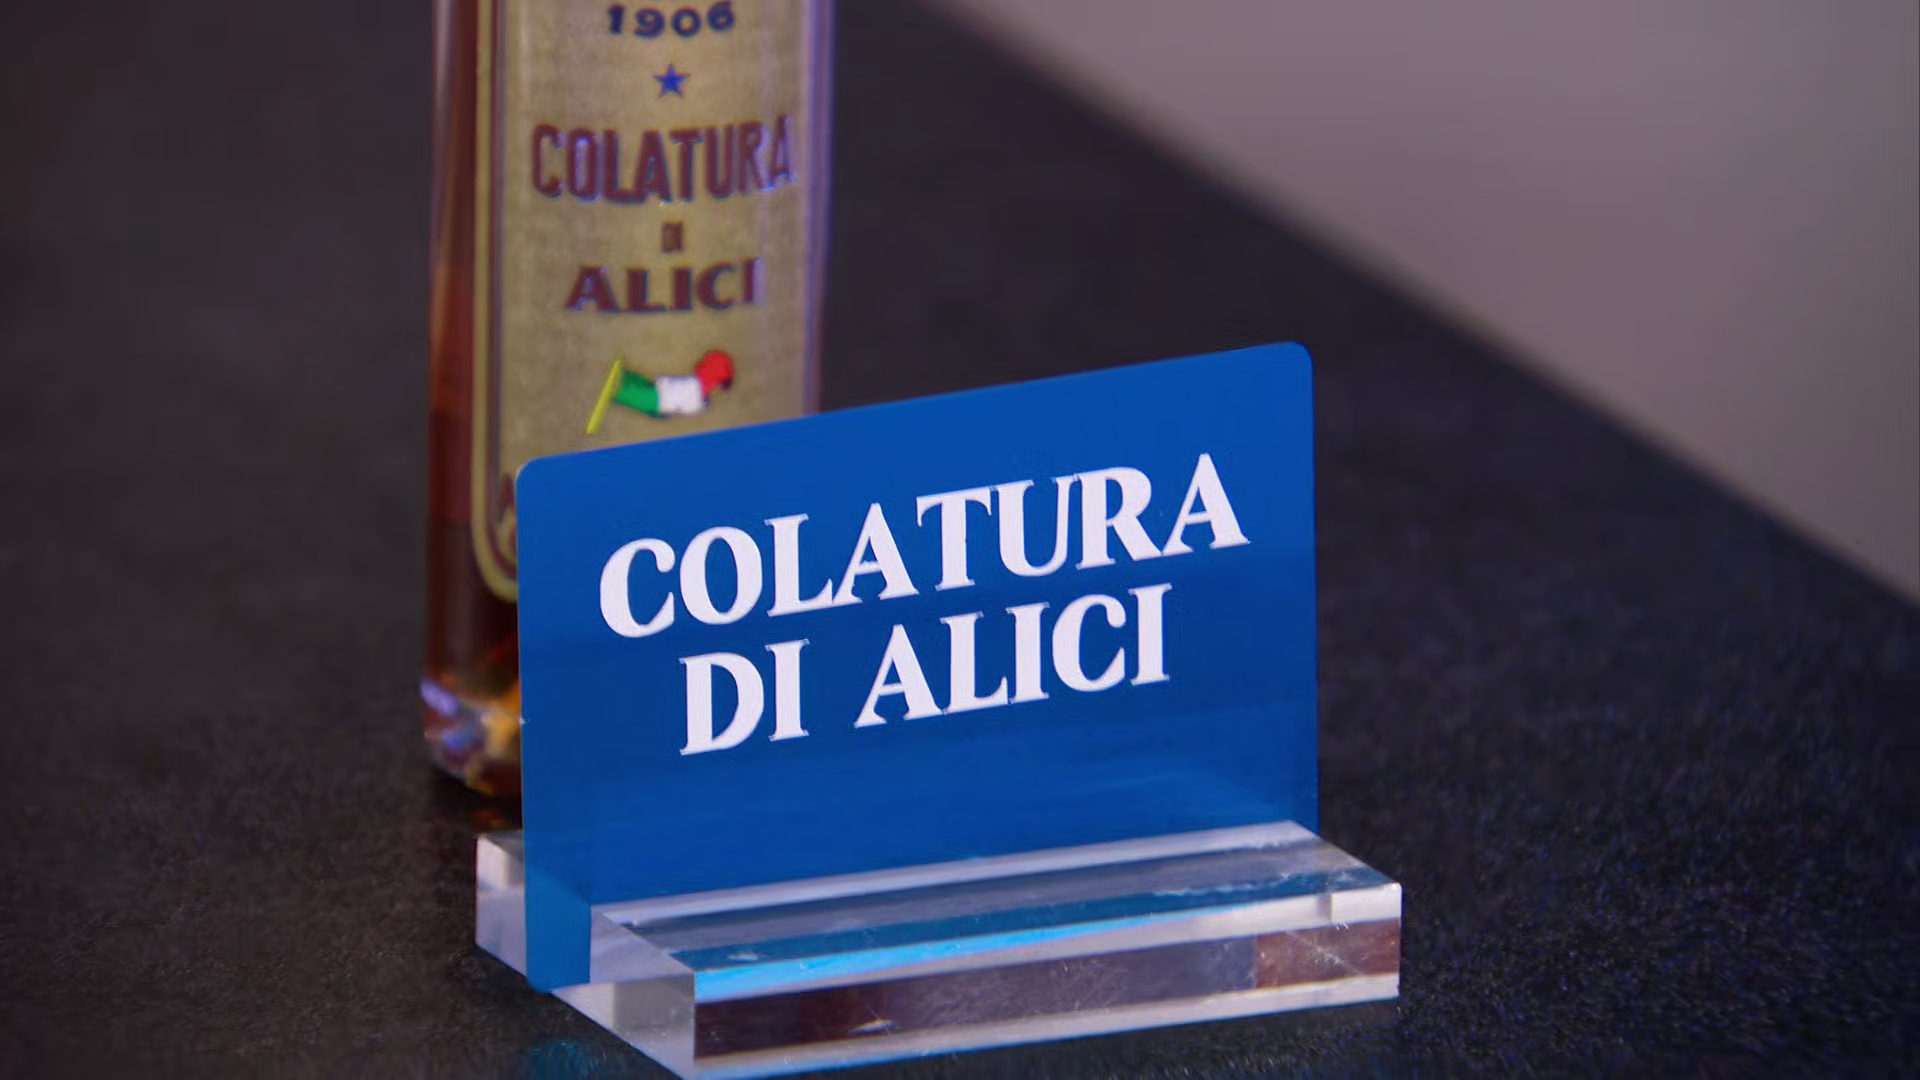 1906
COLATURA
DI
ALICI
COLATURA
DI ALICI